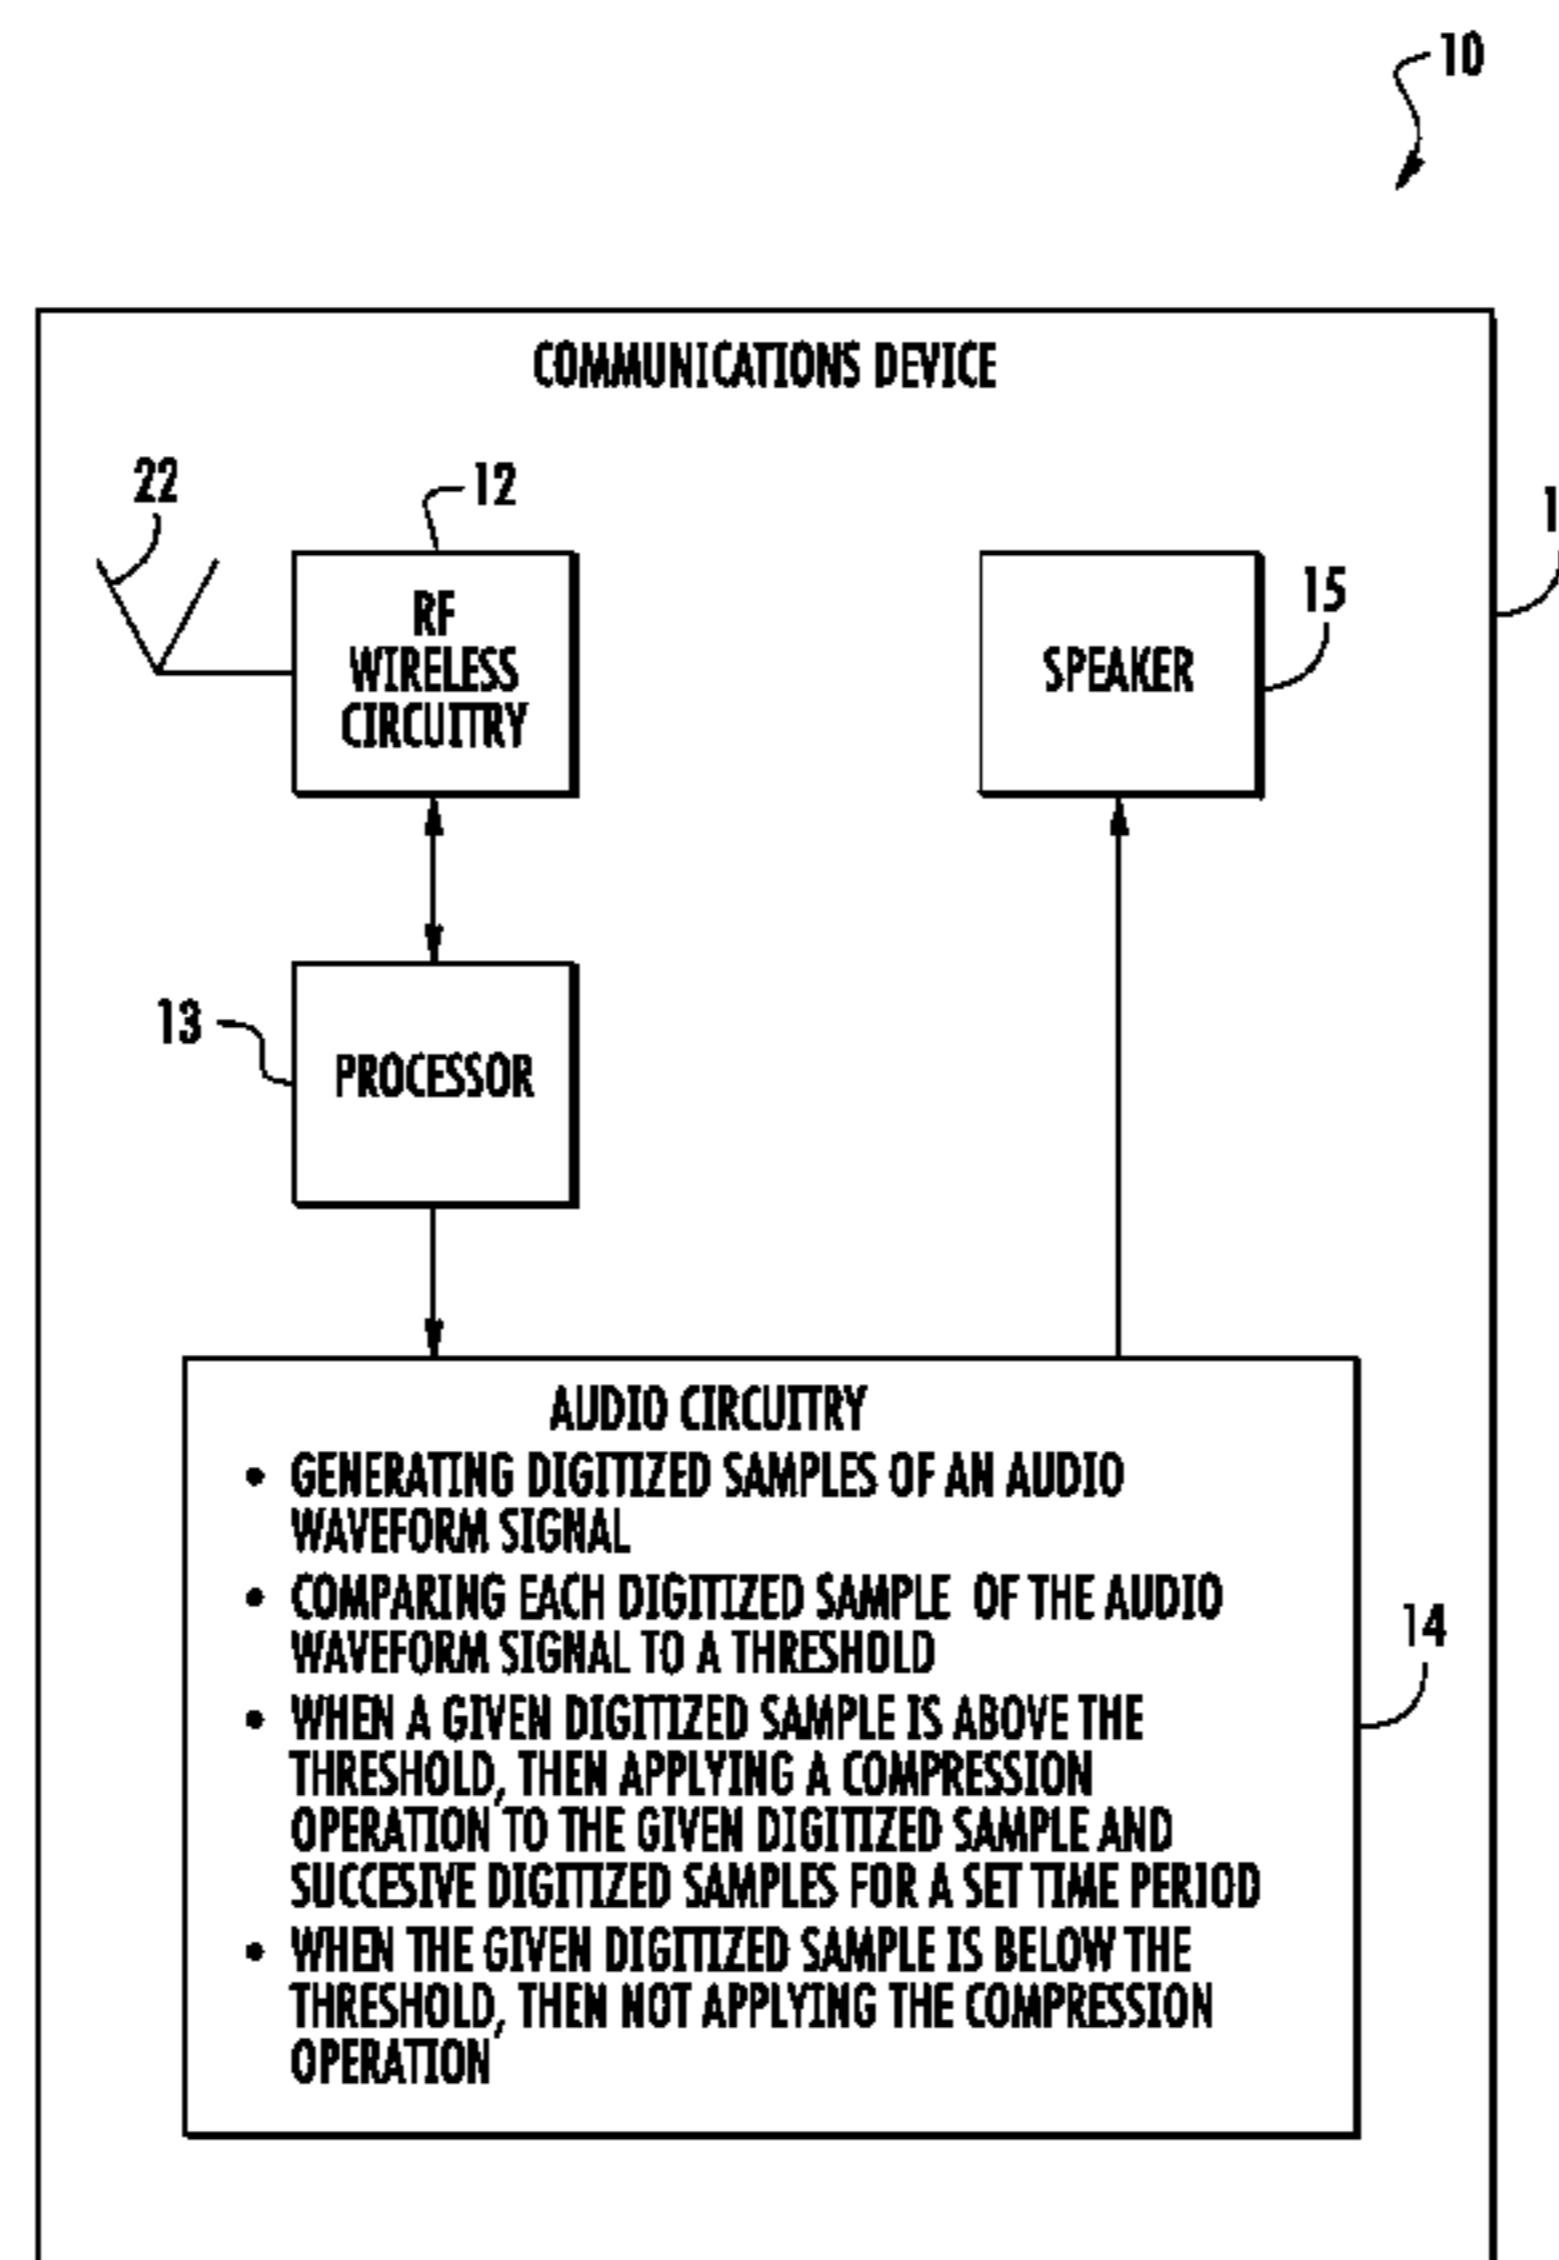 10
COMMUNICATIONS DEVICE
22
12
1
RF
WIRELESS
CIRCUITRY
15
SPEAKER
13
PROCESSOR
AUDIO CIRCUITRY
• GENERATING DIGITIZED SAMPLES OF AN AUDIO
WAVEFORM SIGNAL
• COMPARING EACH DIGITIZED SAMPLE OF THE AUDIO
WAVEFORM SIGNAL TO A THRESHOLD
14
• WHEN A GIVEN DIGITIZED SAMPLE IS ABOVE THE
THRESHOLD, THEN APPLYING A COMPRESSION
OPERATION TO THE GIVEN DIGITIZED SAMPLE AND
SUCCESIVE DIGITIZED SAMPLES FOR A SET TIME PERIOD
• WHEN THE GIVEN DIGITIZED SAMPLE IS BELOW THE
THRESHOLD, THEN NOT APPLYING THE COMPRESSION
OPERATION